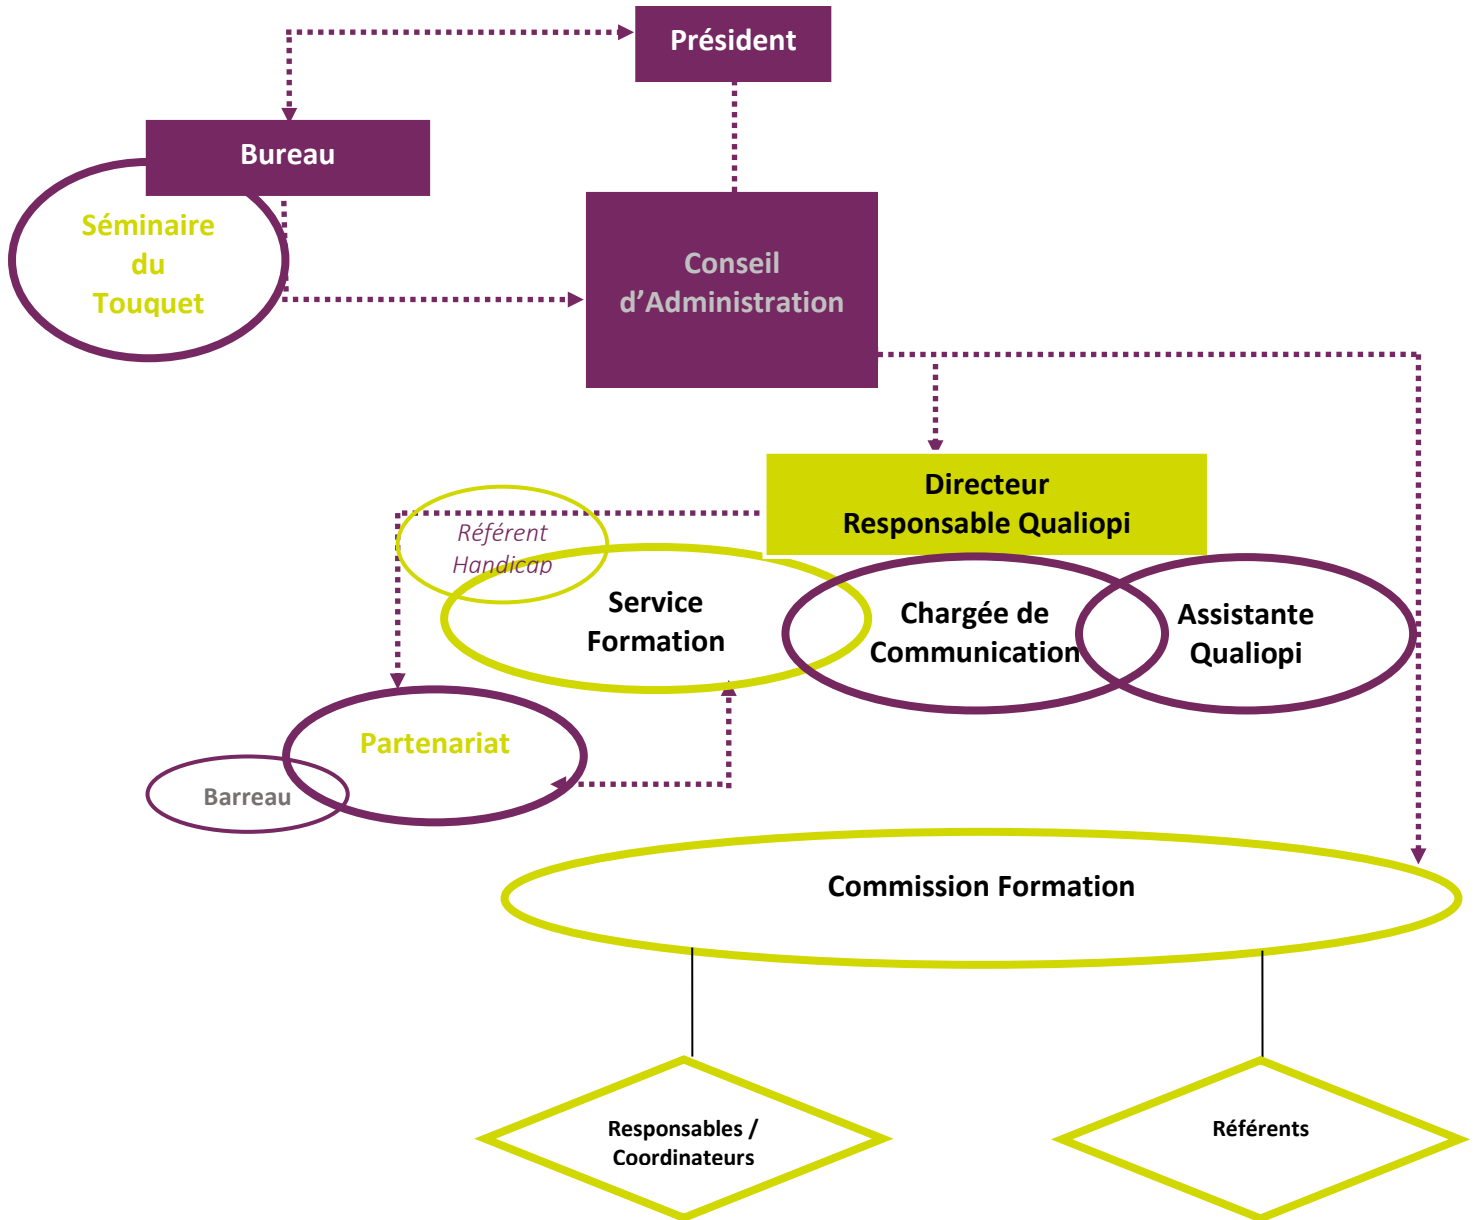 Président
Bureau
Séminaire
du
Touquet
Conseil
d’Administration
Directeur
Responsable Qualiopi
Référent
Handicap
Service
Formation
Chargée de
Communication
Assistante
Qualiopi
Partenariat
Barreau
Commission Formation
Responsables /
Coordinateurs
Référents